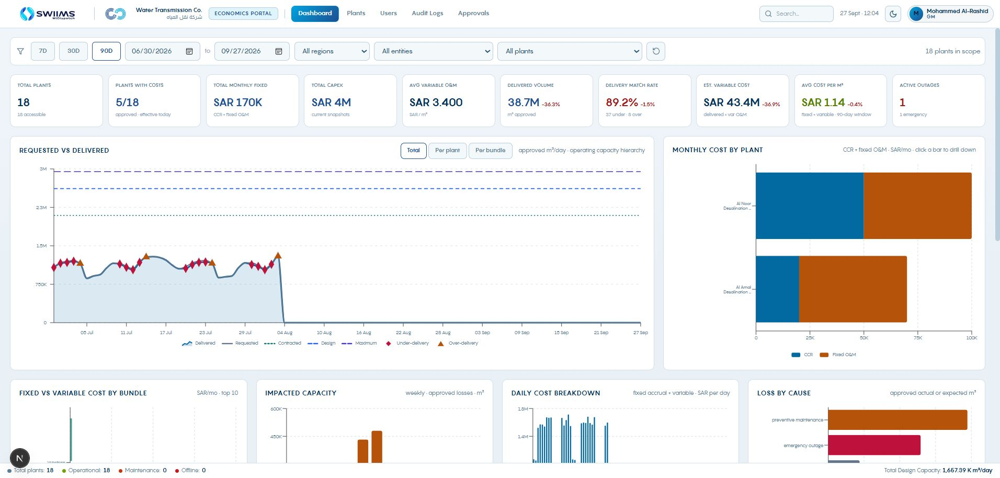 SWIIMS
WiDispatch
Water Transmission Co.
شركة نقل المياه
ECONOMICS PORTAL
Dashboard
Plants
Users
Audit Logs
Approvals
Search...
27 Sept · 12:04
M
Mohammed Al-Rashid
GM
7D
30D
90D
06/30/2026
to
09/27/2026
All regions
All entities
All plants
18 plants in scope
TOTAL PLANTS
18
18 accessible
PLANTS WITH COSTS
5/18
approved · effective today
TOTAL MONTHLY FIXED
SAR 170K
CCR + fixed O&M
TOTAL CAPEX
SAR 4M
current snapshots
AVG VARIABLE O&M
SAR 3.400
SAR / m³
DELIVERED VOLUME
38.7M -36.3%
m³ approved
DELIVERY MATCH RATE
89.2% -1.5%
37 under · 8 over
EST. VARIABLE COST
SAR 43.4M -36.9%
delivered × var O&M
AVG COST PER M³
SAR 1.14 -0.4%
fixed + variable · 90-day window
ACTIVE OUTAGES
1
1 emergency
REQUESTED VS DELIVERED
Total
Per plant
Per bundle
approved m³/day · operating capacity hierarchy
3M
2.3M
1.5M
750K
0
05 Jul
11 Jul
17 Jul
23 Jul
29 Jul
04 Aug
10 Aug
16 Aug
22 Aug
28 Aug
03 Sep
09 Sep
15 Sep
21 Sep
27 Sep
Delivered
Requested
Contracted
Design
Maximum
Under-delivery
Over-delivery
MONTHLY COST BY PLANT
CCR + fixed O&M · SAR/mo · click a bar to drill down
Al Noor
Desalination ...
Al Amal
Desalination ...
0
25K
50K
75K
100K
CCR
Fixed O&M
FIXED VS VARIABLE COST BY BUNDLE
SAR/mo · top 10
Western
IMPACTED CAPACITY
weekly · approved losses · m³
600K
450K
DAILY COST BREAKDOWN
fixed accrual + variable · SAR per day
1.8M
1.4M
LOSS BY CAUSE
approved actual or expected m³
preventive maintenance
emergency outage
N
Total plants: 18
Operational: 18
Maintenance: 0
Offline: 0
Total Design Capacity: 1,657.39 K m³/day